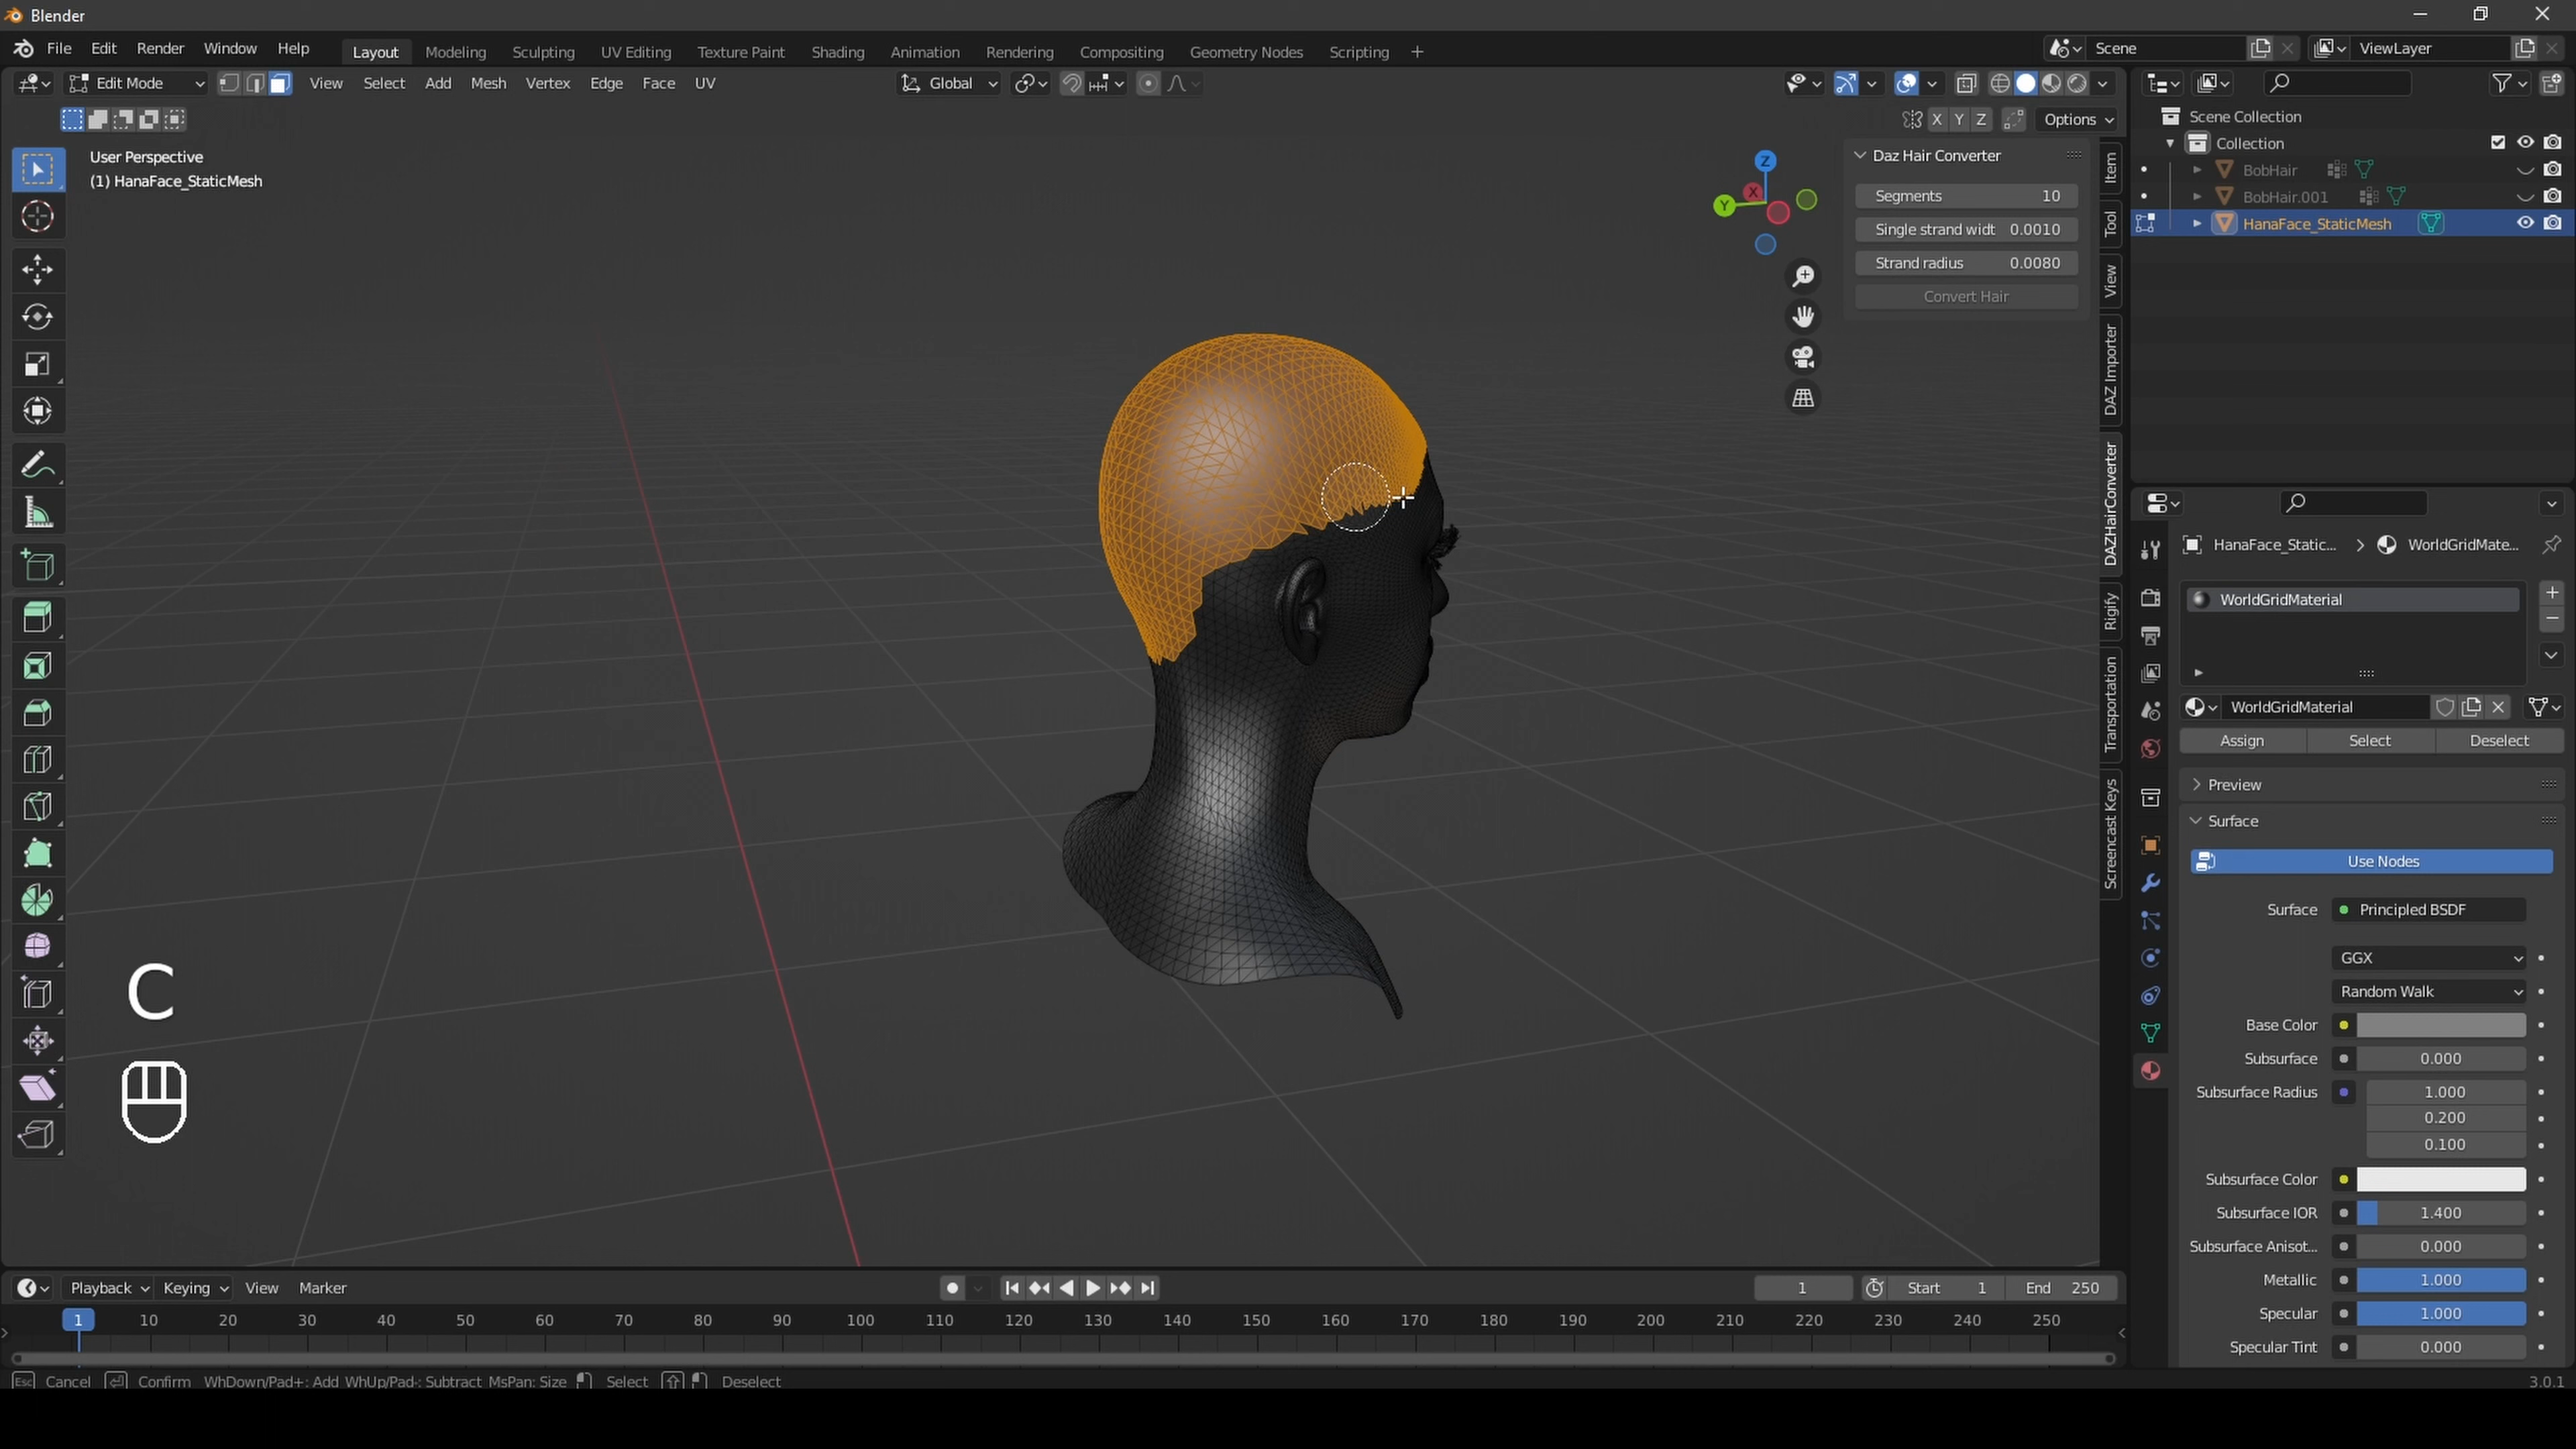 Blender
File Edit Render Window Help Layout Modeling Sculpting UV Editing Texture Paint Shading Animation Rendering Compositing Geometry Nodes Scripting + Scene ViewLayer
Edit Mode View Select Add Mesh Vertex Edge Face UV Global
X Y Z Options
User Perspective
(1) HanaFace_StaticMesh
Z
X
Y
Daz Hair Converter
Segments 10
Single strand widt 0.0010
Strand radius 0.0080
Convert Hair
Item
Tool
View
DAZ Importer
DAZHairConverter
Rigify
Transportation
Screencast Keys
Scene Collection
Collection
BobHair
BobHair.001
HanaFace_StaticMesh
HanaFace_Static... WorldGridMate...
WorldGridMaterial
WorldGridMaterial
Assign Select Deselect
Preview
Surface
Use Nodes
Surface Principled BSDF
GGX
Random Walk
Base Color
Subsurface 0.000
Subsurface Radius 1.000
0.200
0.100
Subsurface Color
Subsurface IOR 1.400
Subsurface Anisot... 0.000
Metallic 1.000
Specular 1.000
Specular Tint 0.000
C
Playback Keying View Marker 1 Start 1 End 250
1 10 20 30 40 50 60 70 80 90 100 110 120 130 140 150 160 170 180 190 200 210 220 230 240 250
Esc Cancel Confirm WhDown/Pad+: Add WhUp/Pad-: Subtract MsPan: Size Select Deselect 3.0.1